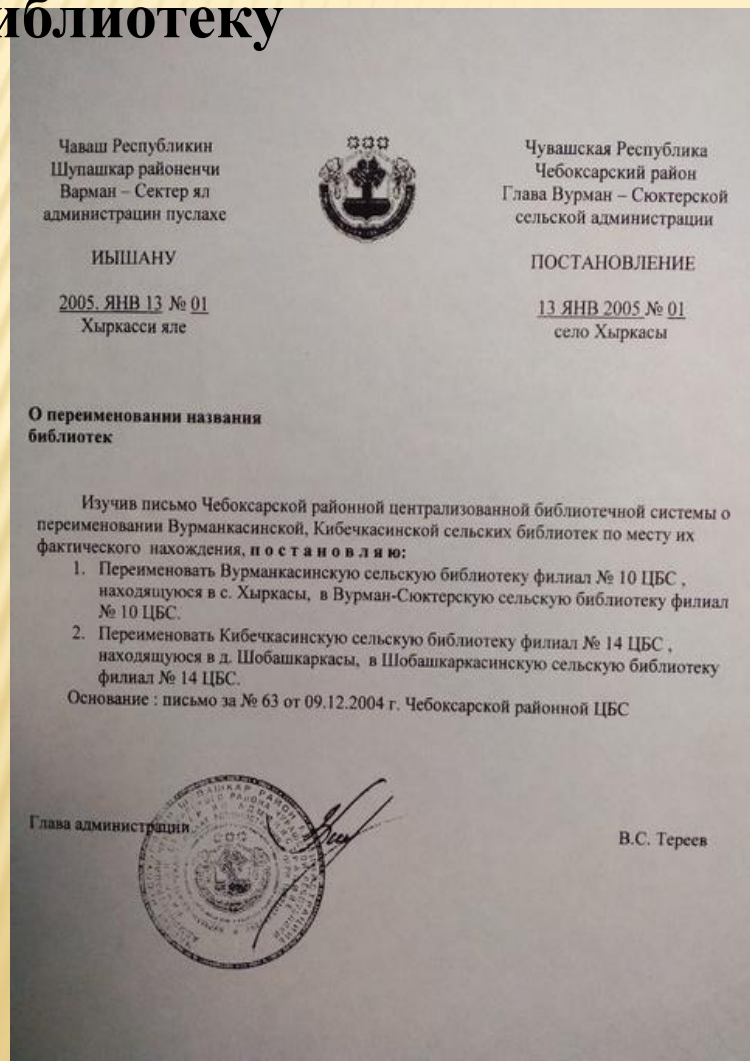 иблиотеку
Чаваш Республикин
Шупашкар районенчи
Варман – Сектер ял
администрацин пуслахе
ИЫШАНУ
2005. ЯНВ 13 № 01
Хыркасси яле
Чувашская Республика
Чебоксарский район
Глава Вурман – Сюктерской
сельской администрации
ПОСТАНОВЛЕНИЕ
13 ЯНВ 2005 № 01
село Хыркасы
О переименовании названия
библиотек
Изучив письмо Чебоксарской районной централизованной библиотечной системы о
переименовании Вурманкасинской, Кибечкасинской сельских библиотек по месту их
фактического нахождения, п о с т а н о в л я ю:
1. Переименовать Вурманкасинскую сельскую библиотеку филиал № 10 ЦБС ,
находящуюся в с. Хыркасы, в Вурман-Сюктерскую сельскую библиотеку филиал
№ 10 ЦБС.
2. Переименовать Кибечкасинскую сельскую библиотеку филиал № 14 ЦБС ,
находящуюся в д. Шобашкаркасы, в Шобашкаркасинскую сельскую библиотеку
филиал № 14 ЦБС.
Основание : письмо за № 63 от 09.12.2004 г. Чебоксарской районной ЦБС
Глава администрации
В.С. Тереев